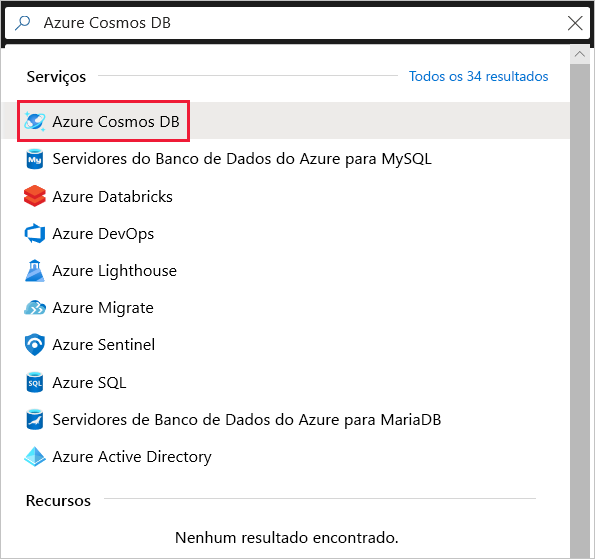 Azure Cosmos DB
Serviços Todos os 34 resultados
Azure Cosmos DB
My Servidores do Banco de Dados do Azure para MySQL
Azure Databricks
Azure DevOps
Azure Lighthouse
Azure Migrate
Azure Sentinel
SQL Azure SQL
Servidores de Banco de Dados do Azure para MariaDB
Azure Active Directory
Recursos
Nenhum resultado encontrado.